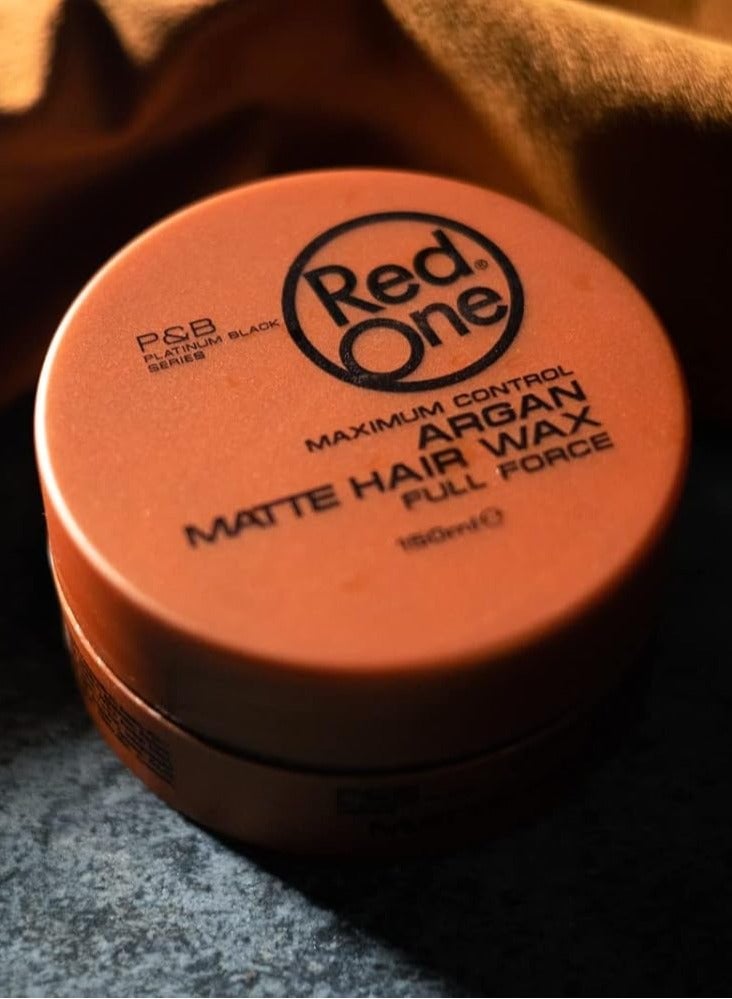 Red®
One
P&B
PLATINUM BLACK
SERIES
MAXIMUM CONTROL
ARGAN
MATTE HAIR WAX
FULL FORCE
150ml℮